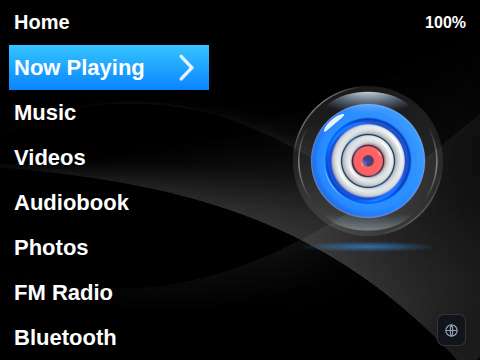 Home
100%
Now Playing
Music
Videos
Audiobook
Photos
FM Radio
Bluetooth